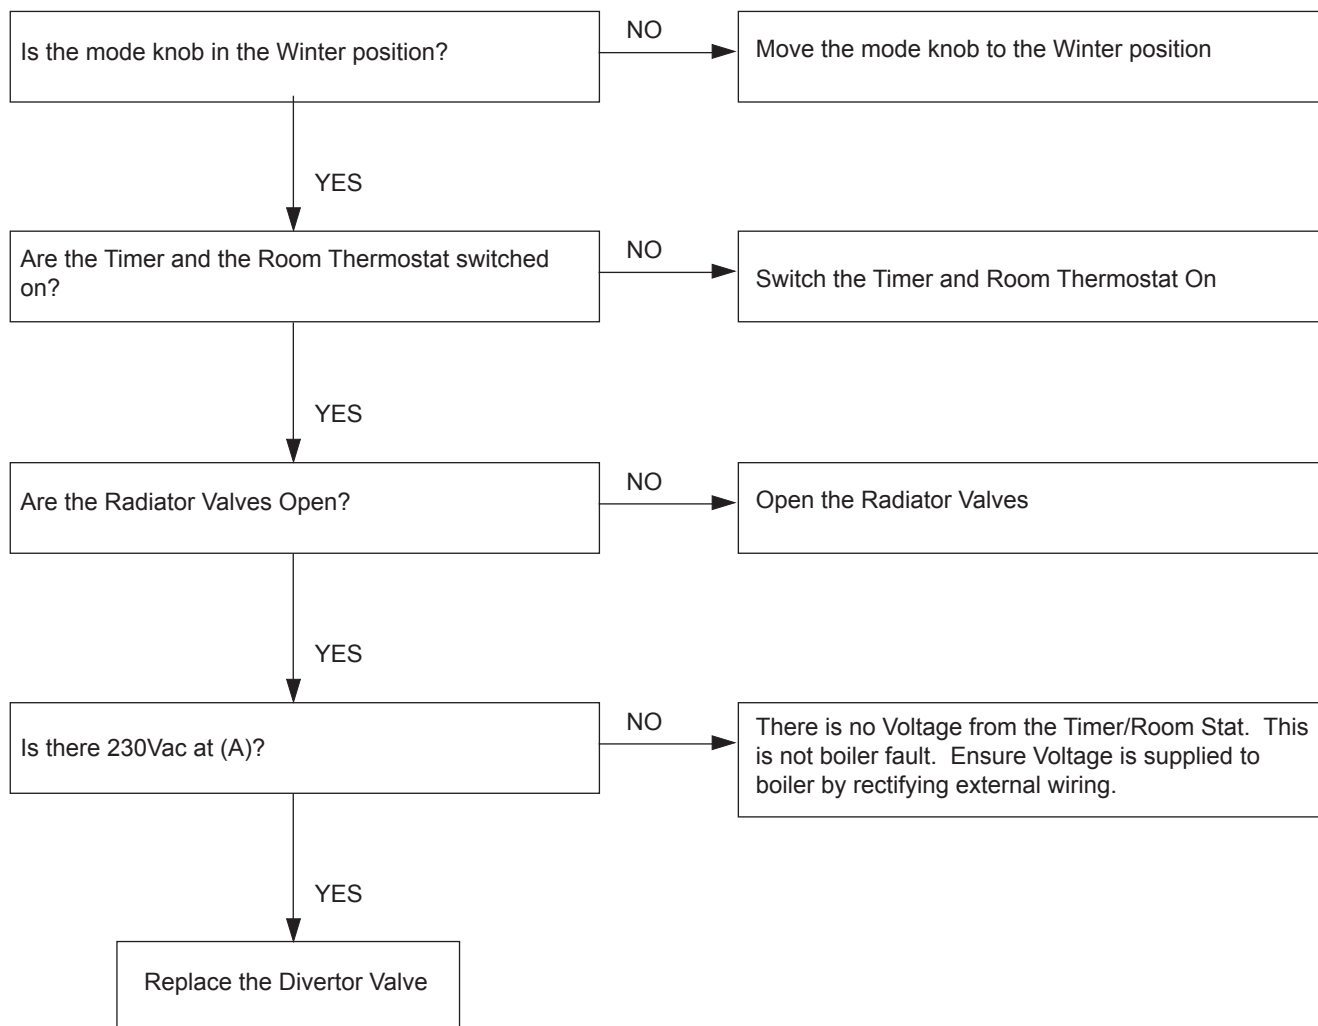 Is the mode knob in the Winter position?
NO
Move the mode knob to the Winter position
YES
Are the Timer and the Room Thermostat switched
on?
NO
Switch the Timer and Room Thermostat On
YES
Are the Radiator Valves Open?
NO
Open the Radiator Valves
YES
Is there 230Vac at (A)?
NO
There is no Voltage from the Timer/Room Stat.  This
is not boiler fault.  Ensure Voltage is supplied to
boiler by rectifying external wiring.
YES
Replace the Divertor Valve